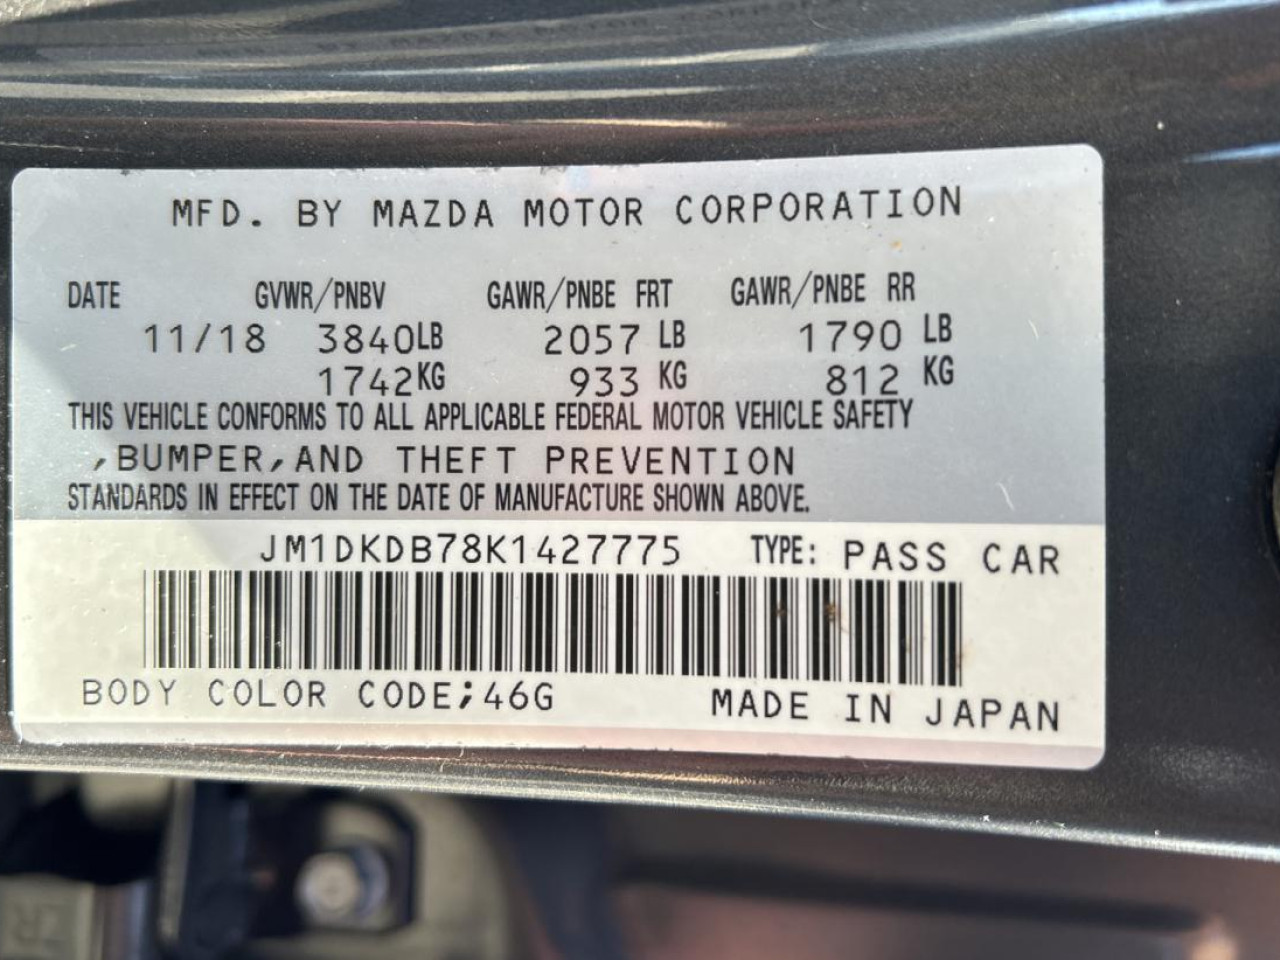 MFD. BY MAZDA MOTOR CORPORATION
DATE GVWR/PNBV GAWR/PNBE FRT GAWR/PNBE RR
11/18 3840LB 2057 LB 1790 LB
1742KG 933 KG 812 KG
THIS VEHICLE CONFORMS TO ALL APPLICABLE FEDERAL MOTOR VEHICLE SAFETY
,BUMPER,AND THEFT PREVENTION
STANDARDS IN EFFECT ON THE DATE OF MANUFACTURE SHOWN ABOVE.
JM1DKDB78K1427775 TYPE: PASS CAR
BODY COLOR CODE;46G MADE IN JAPAN